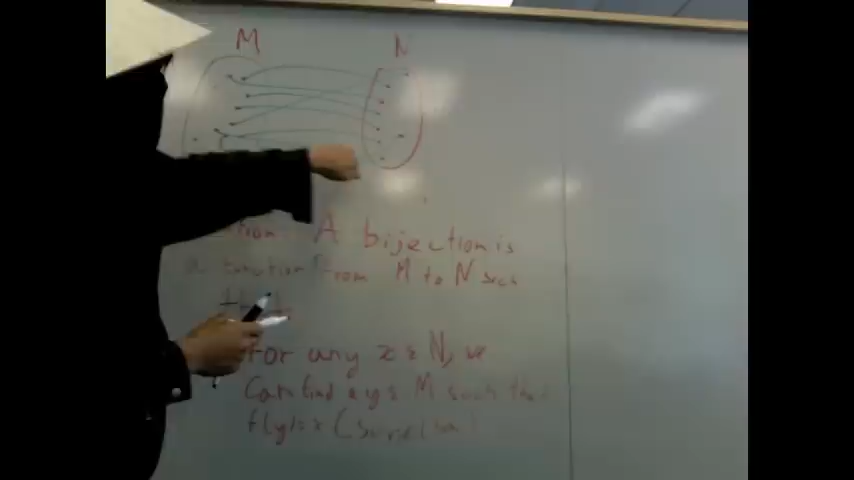 M N
A bijection is
a function from M to N such
that
For any x ε N, we
Can find a y ε M such that
f(y)=x (